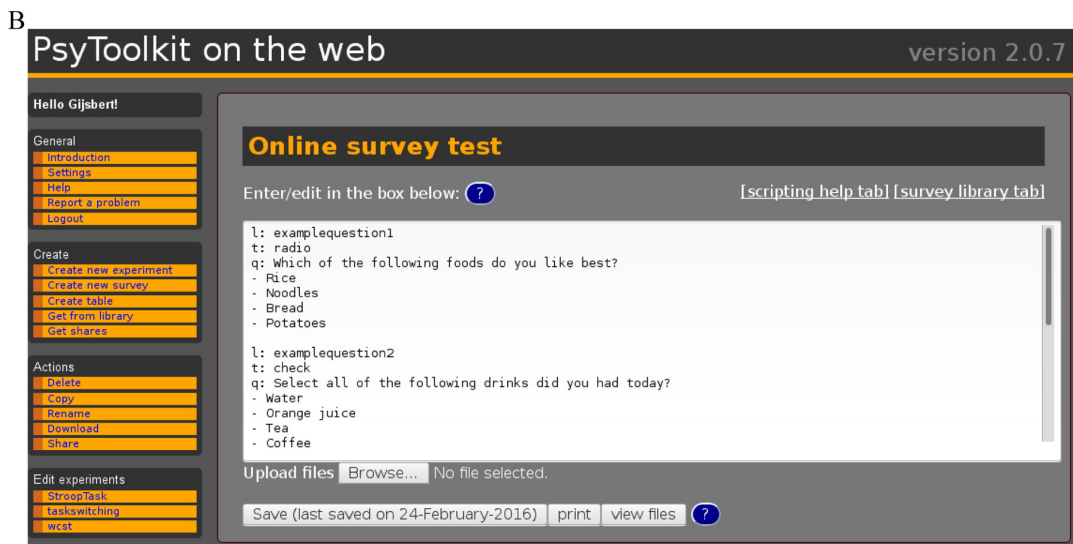 B
PsyToolkit on the web
version 2.0.7
Hello Gijsbert!
General
Introduction
Settings
Help
Report a problem
Logout
Create
Create new experiment
Create new survey
Create table
Get from library
Get shares
Actions
Delete
Copy
Rename
Download
Share
Edit experiments
StroopTask
taskswitching
wcst
Online survey test
Enter/edit in the box below: ?
[scripting help tab] [survey library tab]
l: examplequestion1
t: radio
q: Which of the following foods do you like best?
- Rice
- Noodles
- Bread
- Potatoes
l: examplequestion2
t: check
q: Select all of the following drinks did you had today?
- Water
- Orange juice
- Tea
- Coffee
Upload files Browse... No file selected.
Save (last saved on 24-February-2016) print view files ?